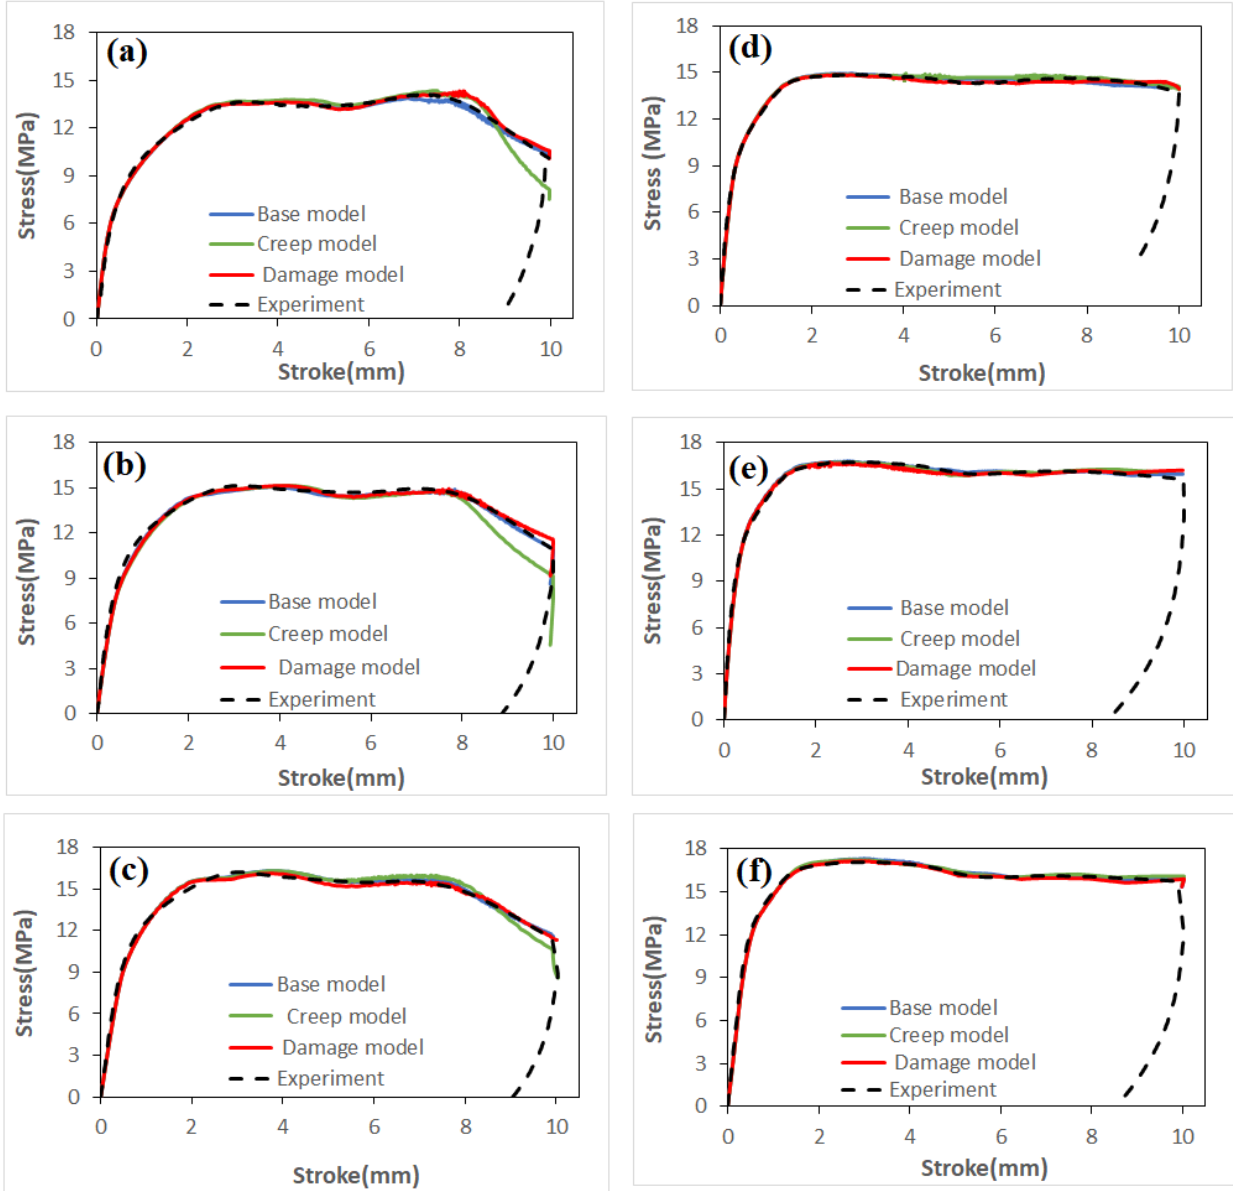 (a)
18
15
12
9
6
3
0
Stress(MPa)
Base model
Creep model
Damage model
Experiment
0 2 4 6 8 10
Stroke(mm)
(d)
18
15
12
9
6
3
0
Stress (MPa)
Base model
Creep model
Damage model
Experiment
0 2 4 6 8 10
Stroke(mm)
(b)
18
15
12
9
6
3
0
Stress(MPa)
Base model
Creep model
Damage model
Experiment
0 2 4 6 8 10
Stroke(mm)
(e)
18
15
12
9
6
3
0
Stress(MPa)
Base model
Creep model
Damage model
Experiment
0 2 4 6 8 10
Stroke(mm)
(c)
18
15
12
9
6
3
0
Stress(MPa)
Base model
Creep model
Damage model
Experiment
0 2 4 6 8 10
Stroke(mm)
(f)
18
15
12
9
6
3
0
Stress(MPa)
Base model
Creep model
Damage model
Experiment
0 2 4 6 8 10
Stroke(mm)